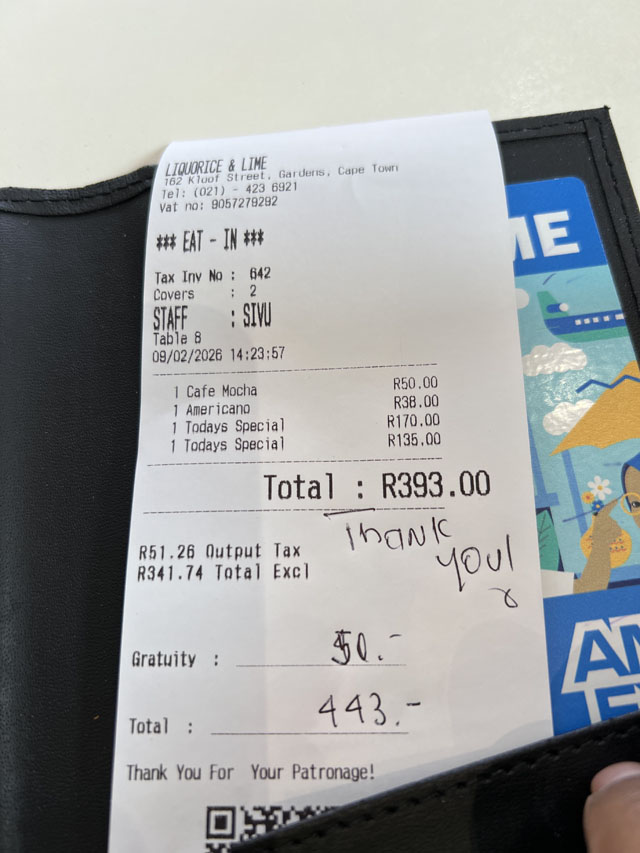 LIQUORICE & LIME
162 Kloof Street, Gardens, Cape Town
Tel: (021) - 423 6921
Vat no: 9057279292
*** EAT - IN ***
Tax Inv No : 642
Covers : 2
STAFF : SIVU
Table 8
09/02/2026 14:23:57
1 Cafe Mocha R50.00
1 Americano R38.00
1 Todays Special R170.00
1 Todays Special R135.00
Total : R393.00
Thank
you!
R51.26 Output Tax
R341.74 Total Excl
Gratuity : 50.-
Total : 443.-
Thank You For Your Patronage!
ME